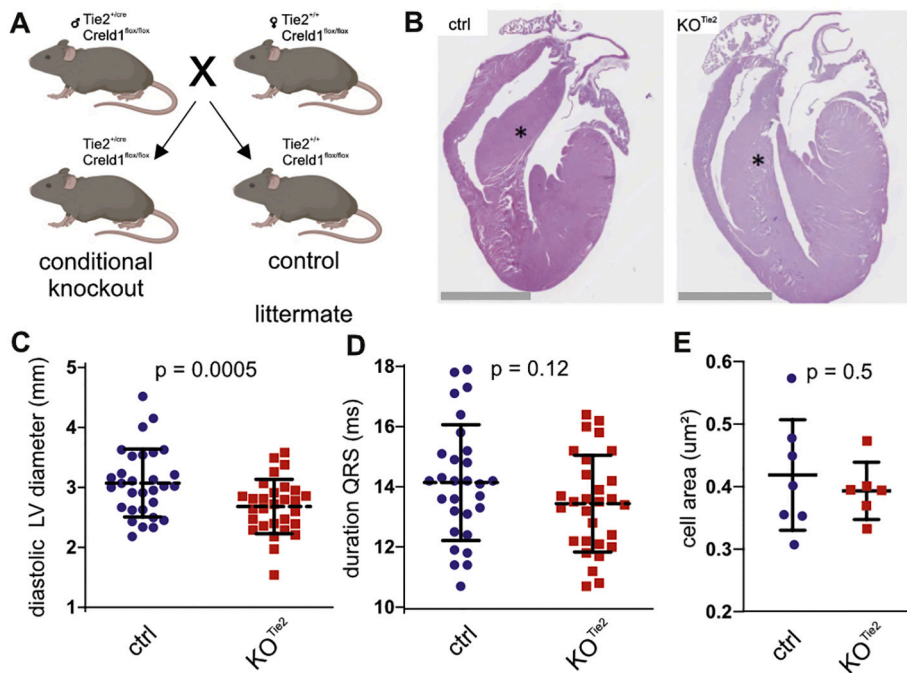 A
♂ Tie2+/cre
Creld1flox/flox
♀ Tie2+/+
Creld1flox/flox
X
Tie2+/cre
Creld1flox/flox
Tie2+/+
Creld1flox/flox
conditional
knockout
control
littermate
B
ctrl
*
KOTie2
*
C
p = 0.0005
diastolic LV diameter (mm)
5
4
3
2
1
ctrl
KOTie2
D
p = 0.12
duration QRS (ms)
18
16
14
12
10
ctrl
KOTie2
E
p = 0.5
cell area (um²)
0.6
0.5
0.4
0.3
0.2
ctrl
KOTie2